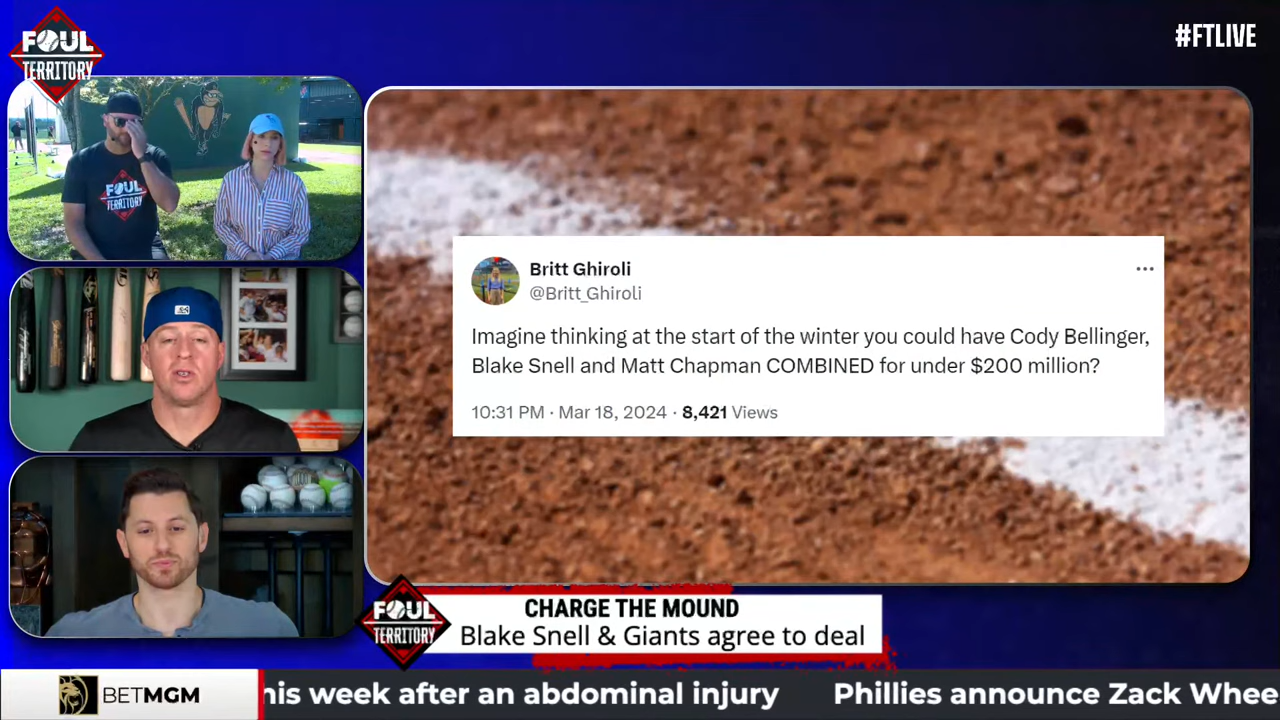 FOUL
TERRITORY
#FTLIVE
FOUL
TERRITORY
Britt Ghiroli
@Britt_Ghiroli
Imagine thinking at the start of the winter you could have Cody Bellinger,
Blake Snell and Matt Chapman COMBINED for under $200 million?
10:31 PM · Mar 18, 2024 · 8,421 Views
FOUL
TERRITORY
CHARGE THE MOUND
Blake Snell & Giants agree to deal
BETMGM
his week after an abdominal injury Phillies announce Zack Whee